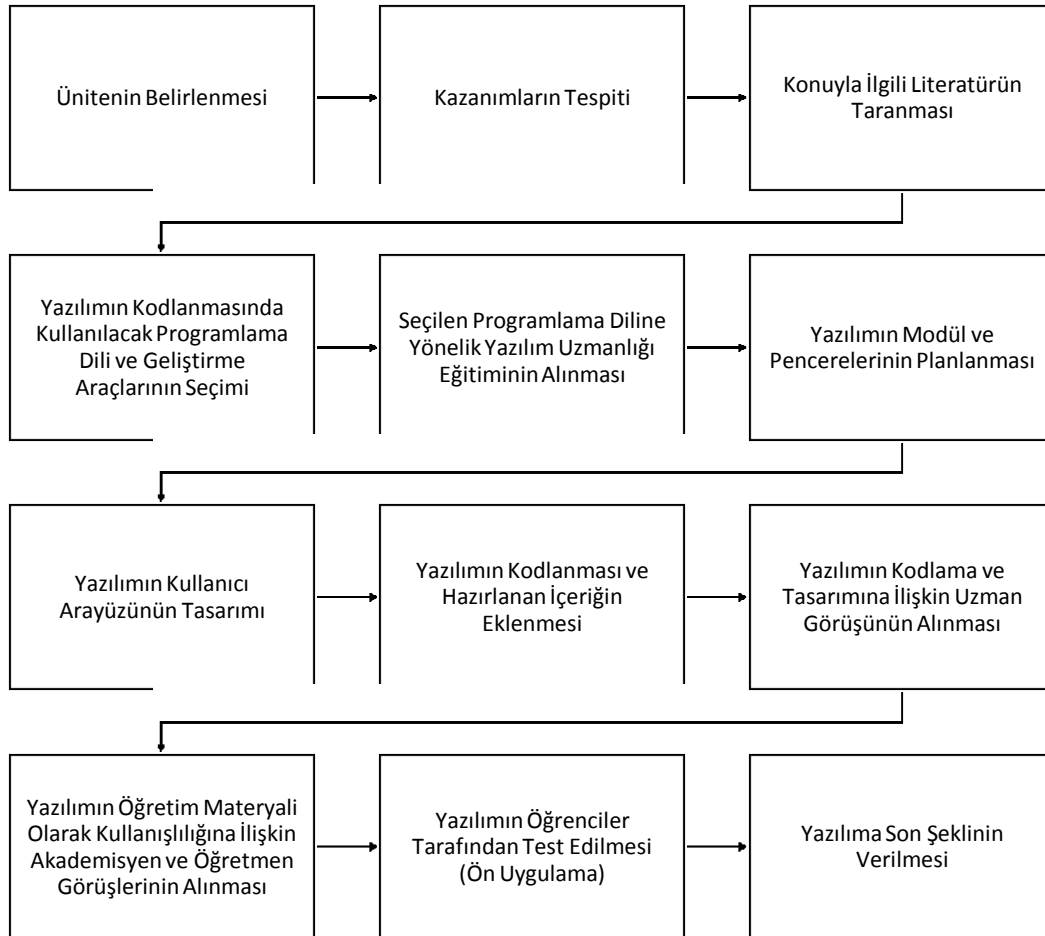 Ünitenin Belirlenmesi
Kazanımların Tespiti
Konuyla İlgili Literatürün
Taranması
Yazılımın Kodlanmasında
Kullanılacak Programlama
Dili ve Geliştirme
Araçlarının Seçimi
Seçilen Programlama Diline
Yönelik Yazılım Uzmanlığı
Eğitiminin Alınması
Yazılımın Modül ve
Pencerelerinin Planlanması
Yazılımın Kullanıcı
Arayüzünün Tasarımı
Yazılımın Kodlanması ve
Hazırlanan İçeriğin
Eklenmesi
Yazılımın Kodlama ve
Tasarımına İlişkin Uzman
Görüşünün Alınması
Yazılımın Öğretim Materyali
Olarak Kullanışlılığına İlişkin
Akademisyen ve Öğretmen
Görüşlerinin Alınması
Yazılımın Öğrenciler
Tarafından Test Edilmesi
(Ön Uygulama)
Yazılıma Son Şeklinin
Verilmesi